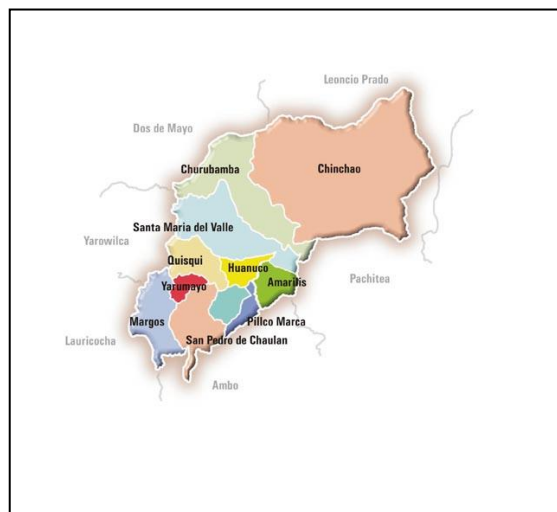 Leoncio Prado
Dos de Mayo
Churubamba
Chinchao
Santa Maria del Valle
Yarowilca
Quisqui
Huanuco
Yarumayo
Amarilis
Pachitea
Margos
Pillco Marca
Lauricocha
San Pedro de Chaulan
Ambo